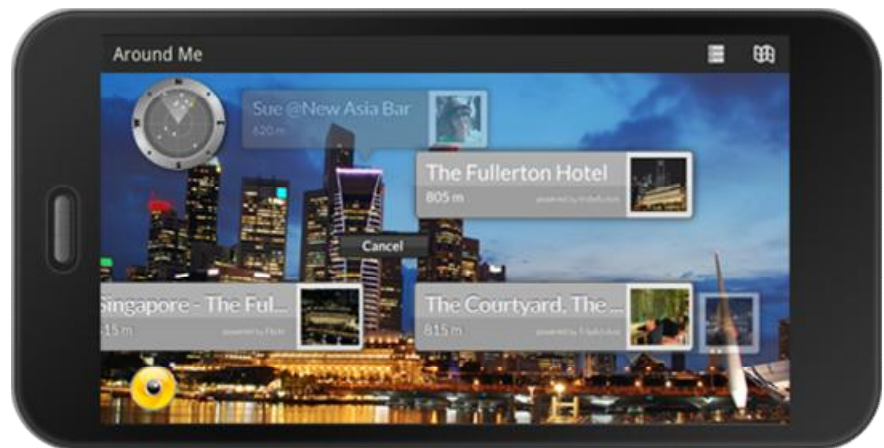 Around Me
Sue @New Asia Bar
620 m
The Fullerton Hotel
805 m
Cancel
Singapore - The Ful...
815 m
The Courtyard, The ...
815 m